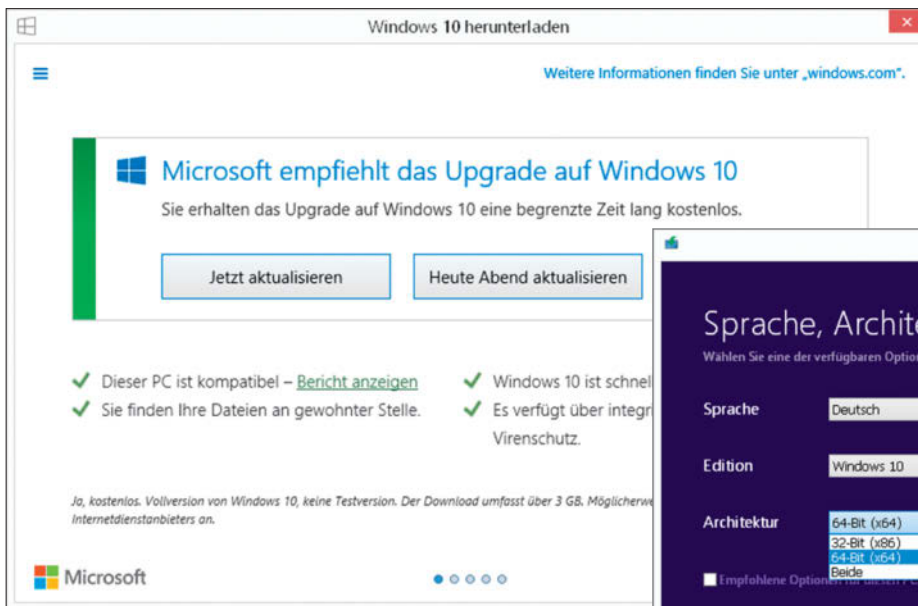 Windows 10 herunterladen
Weitere Informationen finden Sie unter „windows.com".
Microsoft empfiehlt das Upgrade auf Windows 10
Sie erhalten das Upgrade auf Windows 10 eine begrenzte Zeit lang kostenlos.
Jetzt aktualisieren
Heute Abend aktualisieren
Dieser PC ist kompatibel – Bericht anzeigen
Sie finden Ihre Dateien an gewohnter Stelle.
Windows 10 ist schnel
Es verfügt über integr
Virenschutz.
Ja, kostenlos. Vollversion von Windows 10, keine Testversion. Der Download umfasst über 3 GB. Möglicherwe
Internetdienstanbieters an.
Microsoft
Sprache, Archite
Wählen Sie eine der verfügbaren Option
Sprache
Deutsch
Edition
Windows 10
Architektur
64-Bit (x64)
32-Bit (x86)
64-Bit (x64)
Beide
Empfohlene Optionen für diesen PC